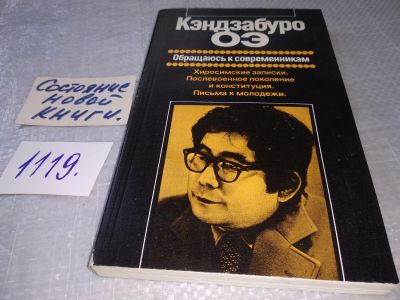 Кэндзабуро
ОЭ
Обращаюсь к современникам
Хиросимские записки.
Послевоенное поколение
и конституция.
Письма к молодежи.
Состояние
новой
книги.
1119.